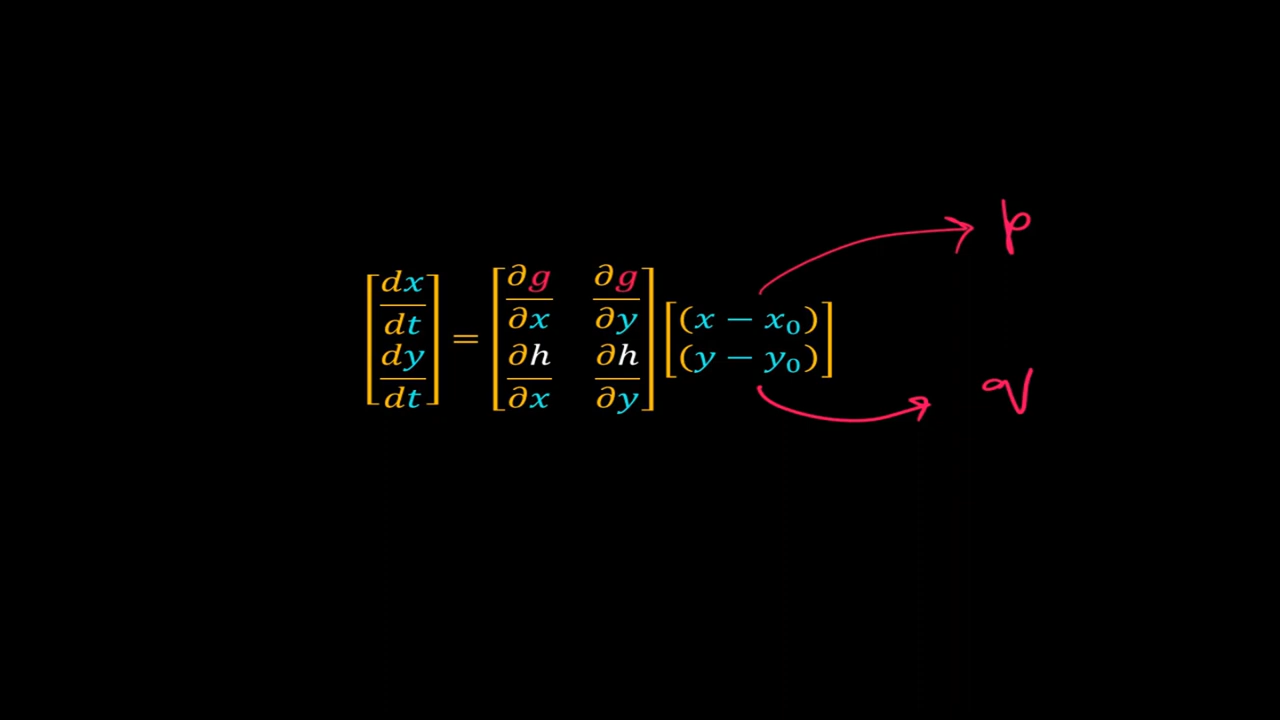 [dx/dt dy/dt] = [∂g/∂x ∂g/∂y ∂h/∂x ∂h/∂y] [(x − x₀) (y − y₀)]
p
q